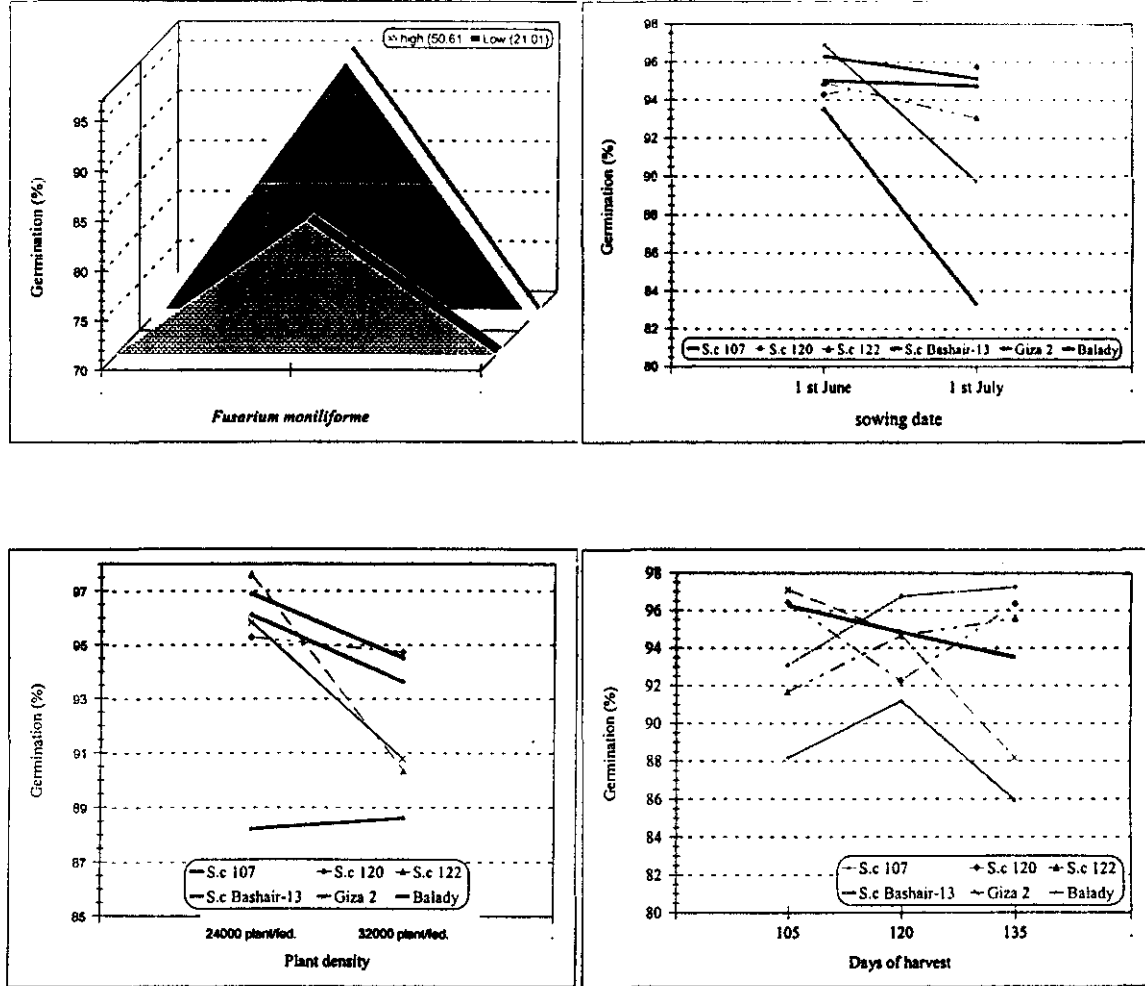 high (50.61 Low (21.01)
95
90
85
80
75
70
Germination (%)
Fusarium moniliforme
98
96
94
92
90
88
86
84
82
80
Germination (%)
S.c 107 S.c 120 S.c 122 S.c Bashair-13 Giza 2 Balady
1 st June 1 st July
sowing date
97
95
93
91
89
87
85
Germination (%)
S.c 107 S.c 120 S.c 122
S.c Bashair-13 Giza 2 Balady
24000 plant/fed. 32000 plant/fed.
Plant density
98
96
94
92
90
88
86
84
82
80
Germination (%)
S.c 107 S.c 120 S.c 122
S.c Bashair-13 Giza 2 Balady
105 120 135
Days of harvest